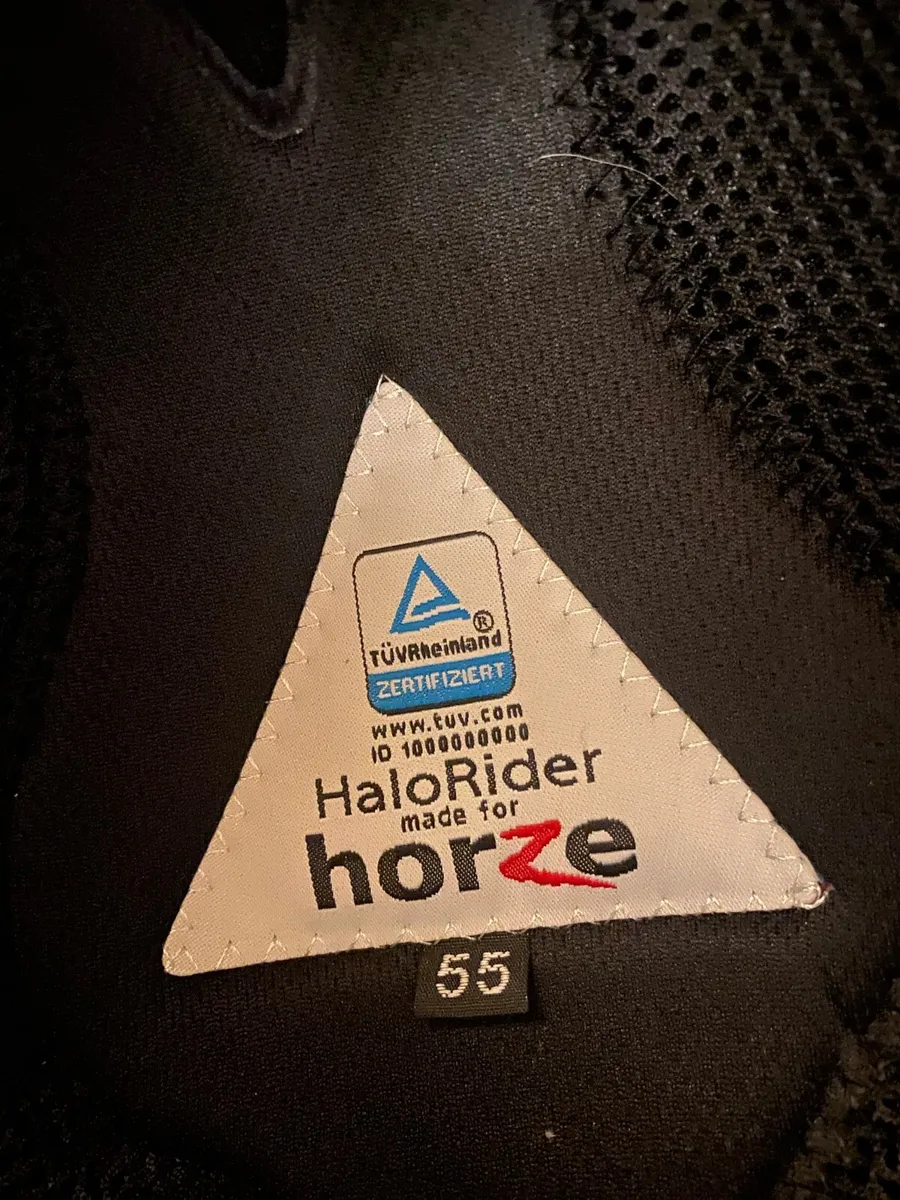 ®
TÜVRheinland
ZERTIFIZIERT
www.tuv.com
ID 1000000000
HaloRider
made for
horze
55